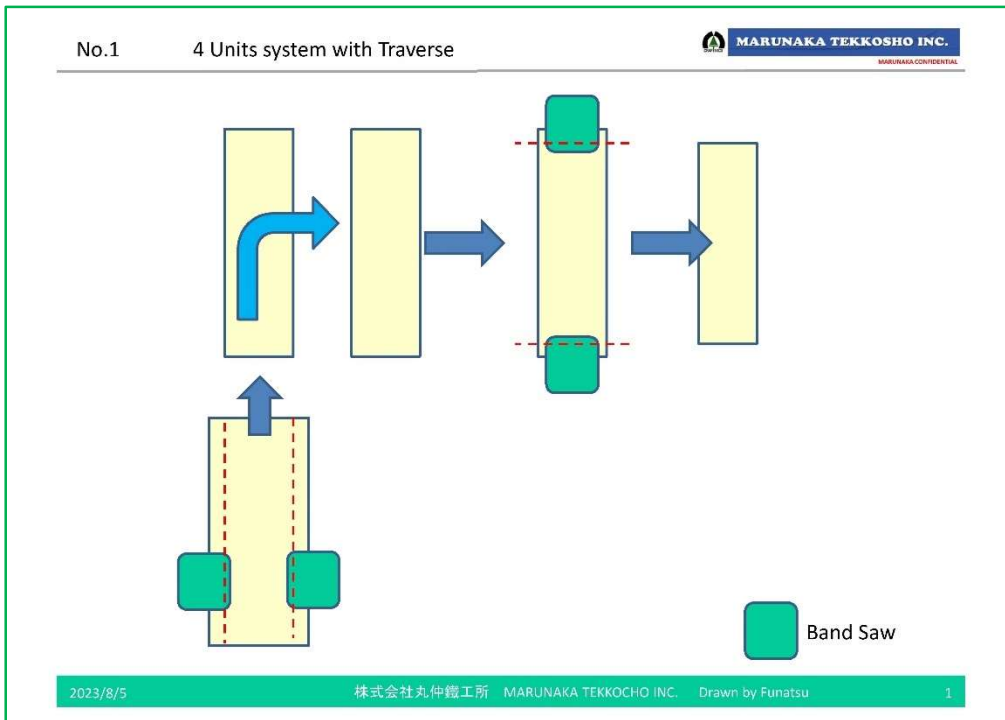 No.1 4 Units system with Traverse
MARUNAKA TEKKOSHO INC.
MARUNAKA CONFIDENTIAL
Band Saw
2023/8/5 株式会社丸仲鐵工所 MARUNAKA TEKKOCHO INC. Drawn by Funatsu 1